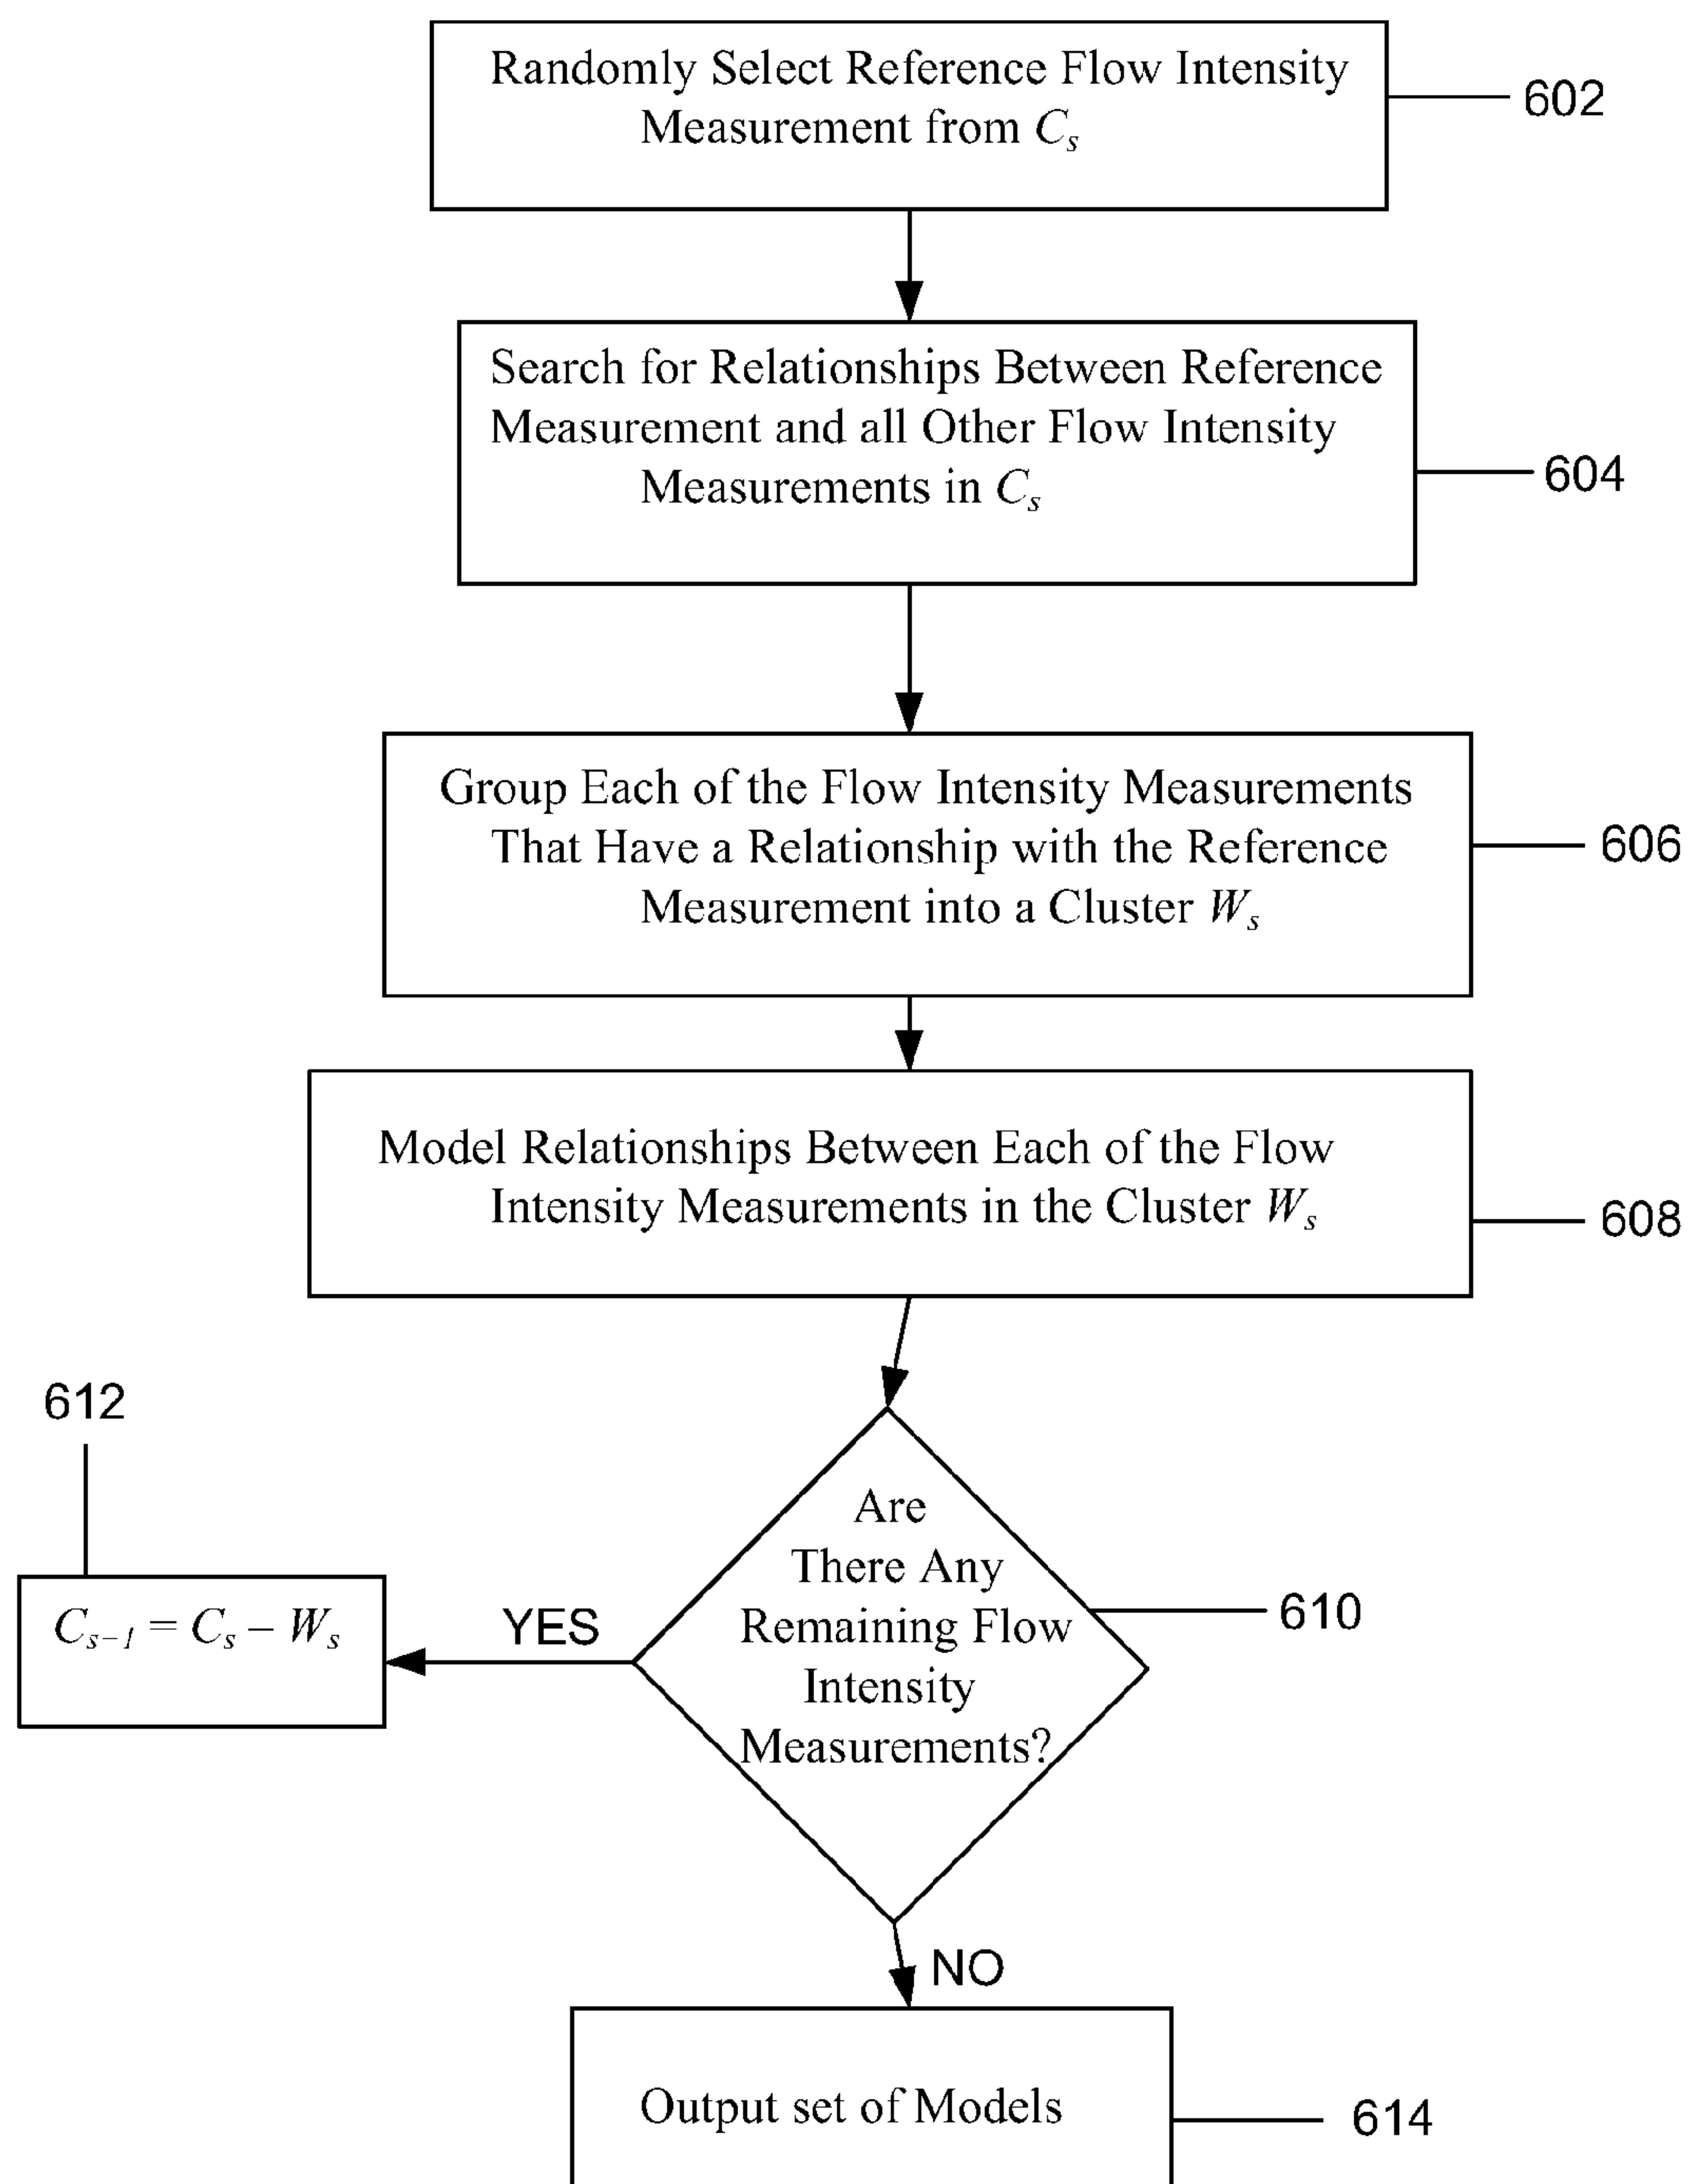 Randomly Select Reference Flow Intensity
Measurement from Cs
602
Search for Relationships Between Reference
Measurement and all Other Flow Intensity
Measurements in Cs
604
Group Each of the Flow Intensity Measurements
That Have a Relationship with the Reference
Measurement into a Cluster Ws
606
Model Relationships Between Each of the Flow
Intensity Measurements in the Cluster Ws
608
612
Are
There Any
Remaining Flow
Intensity
Measurements?
610
YES
Cs−1 = Cs − Ws
NO
Output set of Models
614